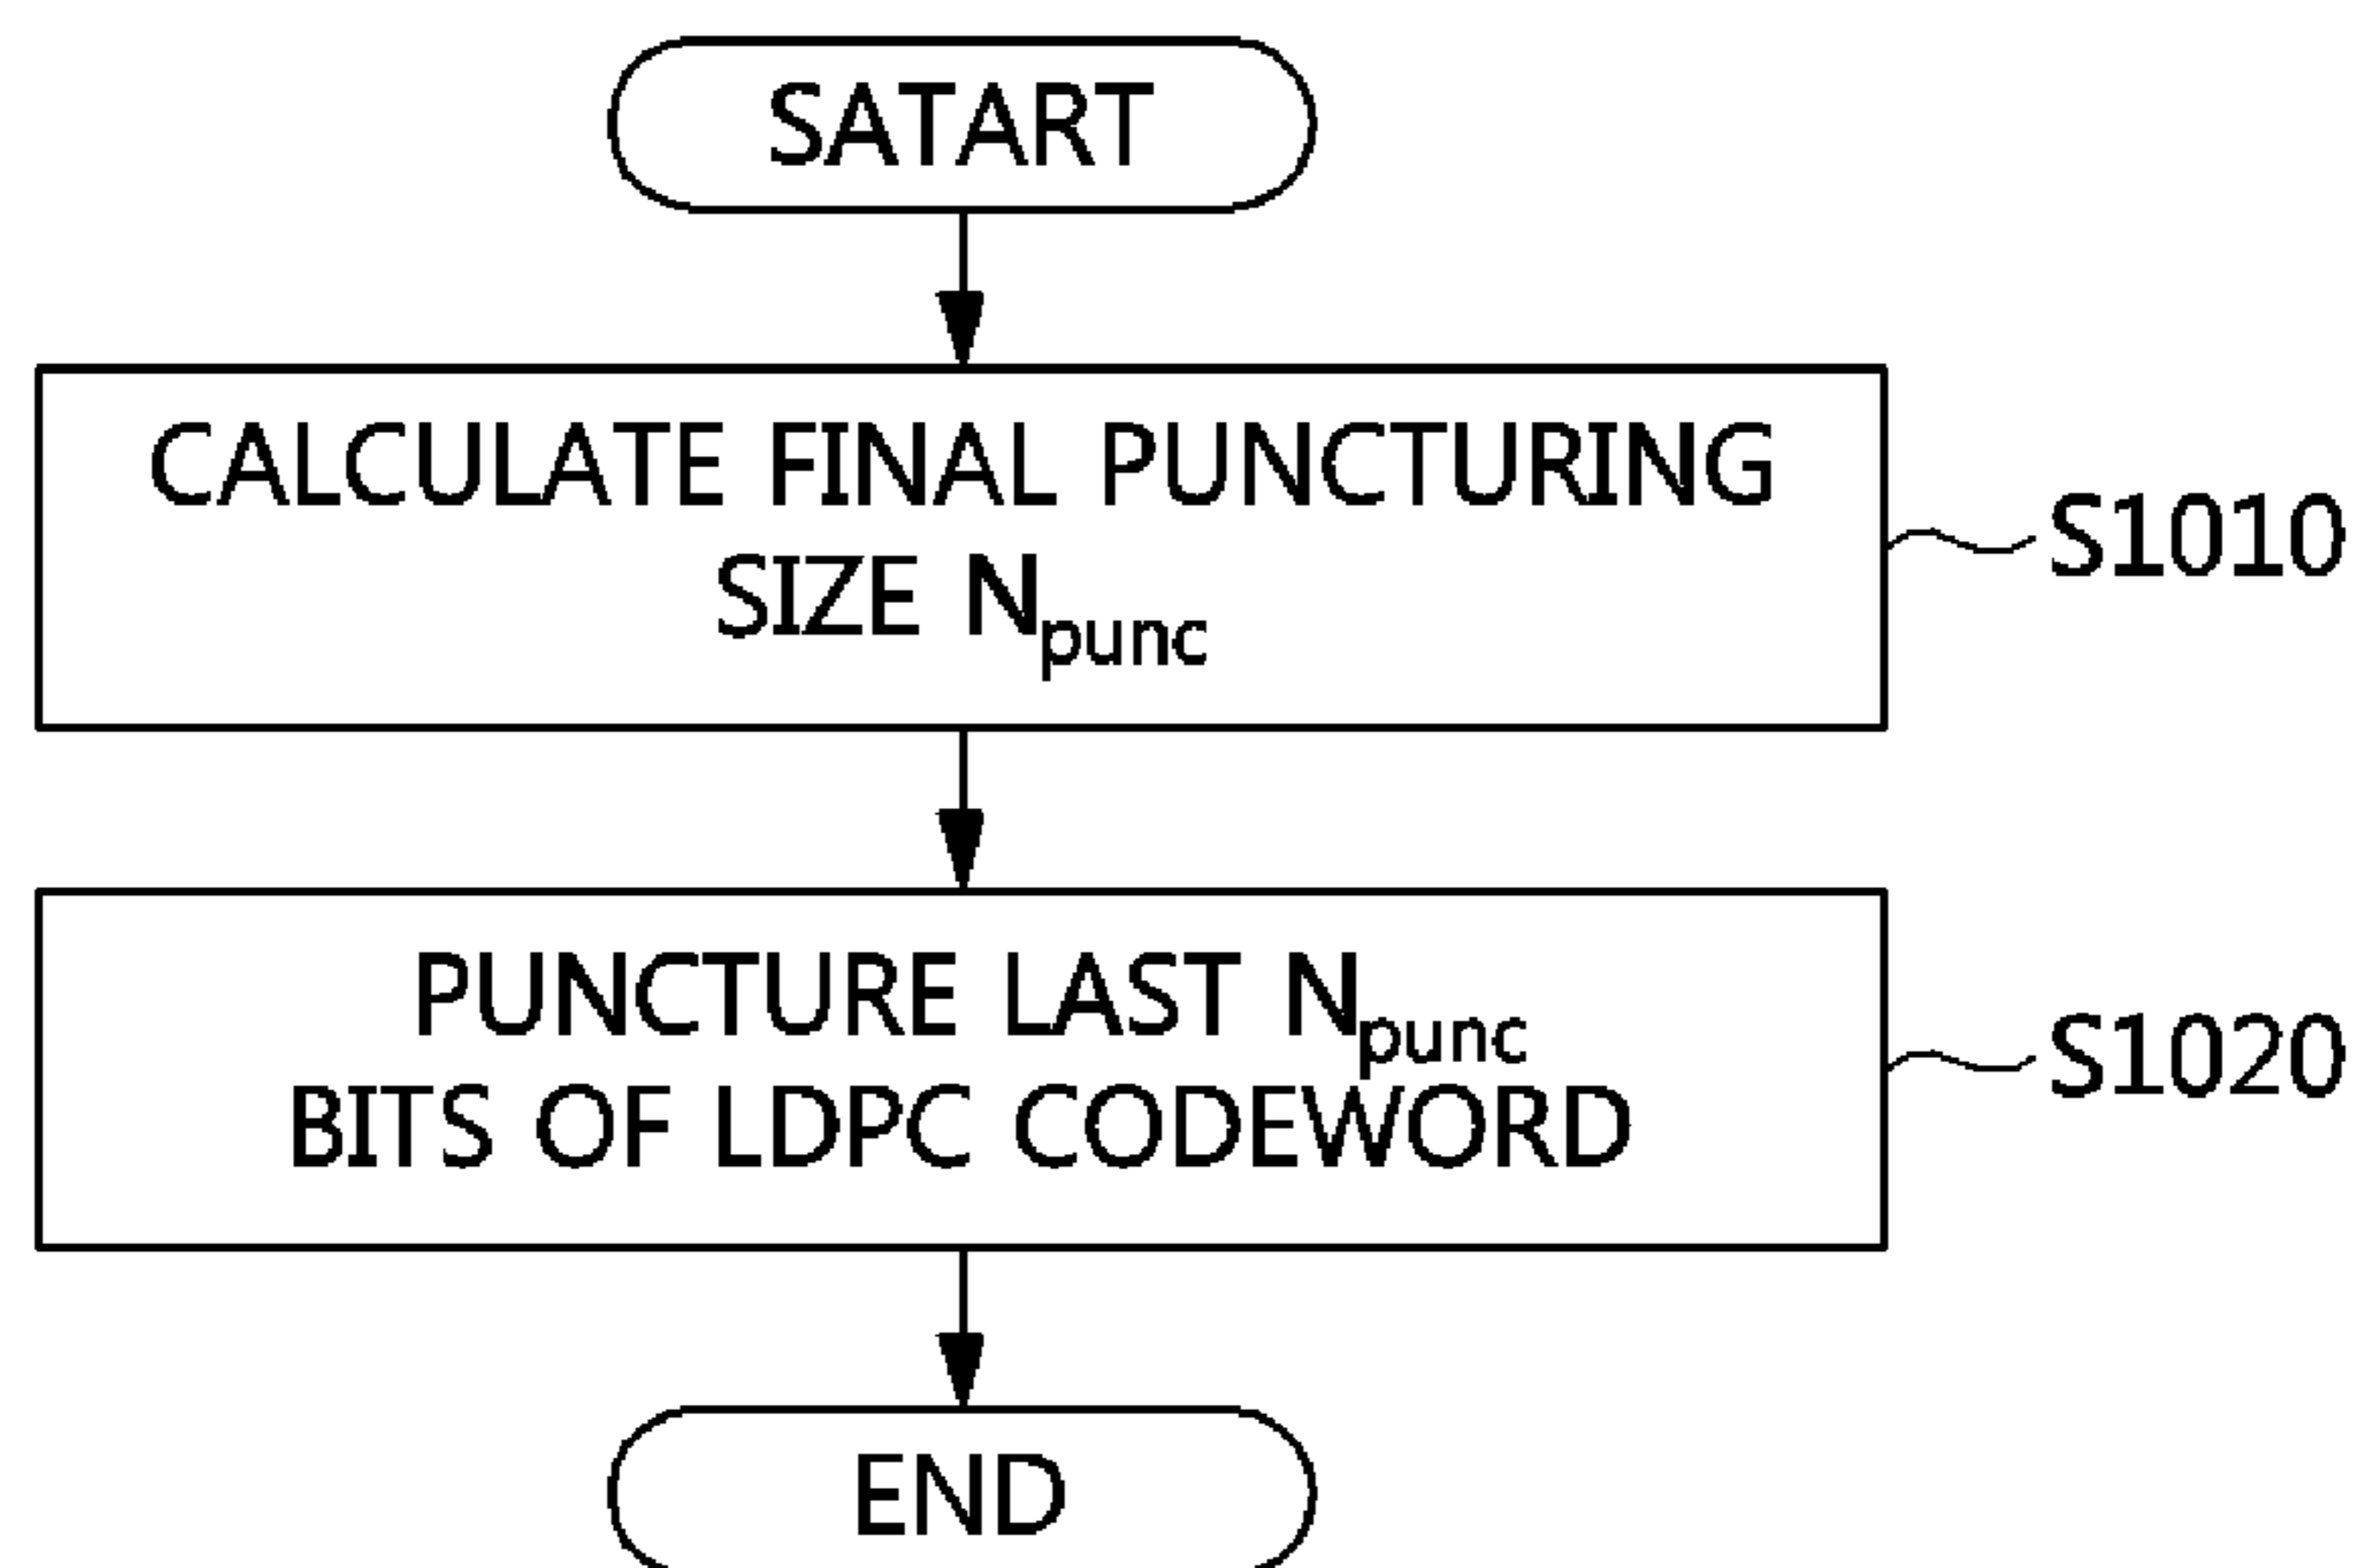 SATART
CALCULATE FINAL PUNCTURING
SIZE Npunc
S1010
PUNCTURE LAST Npunc
BITS OF LDPC CODEWORD
S1020
END